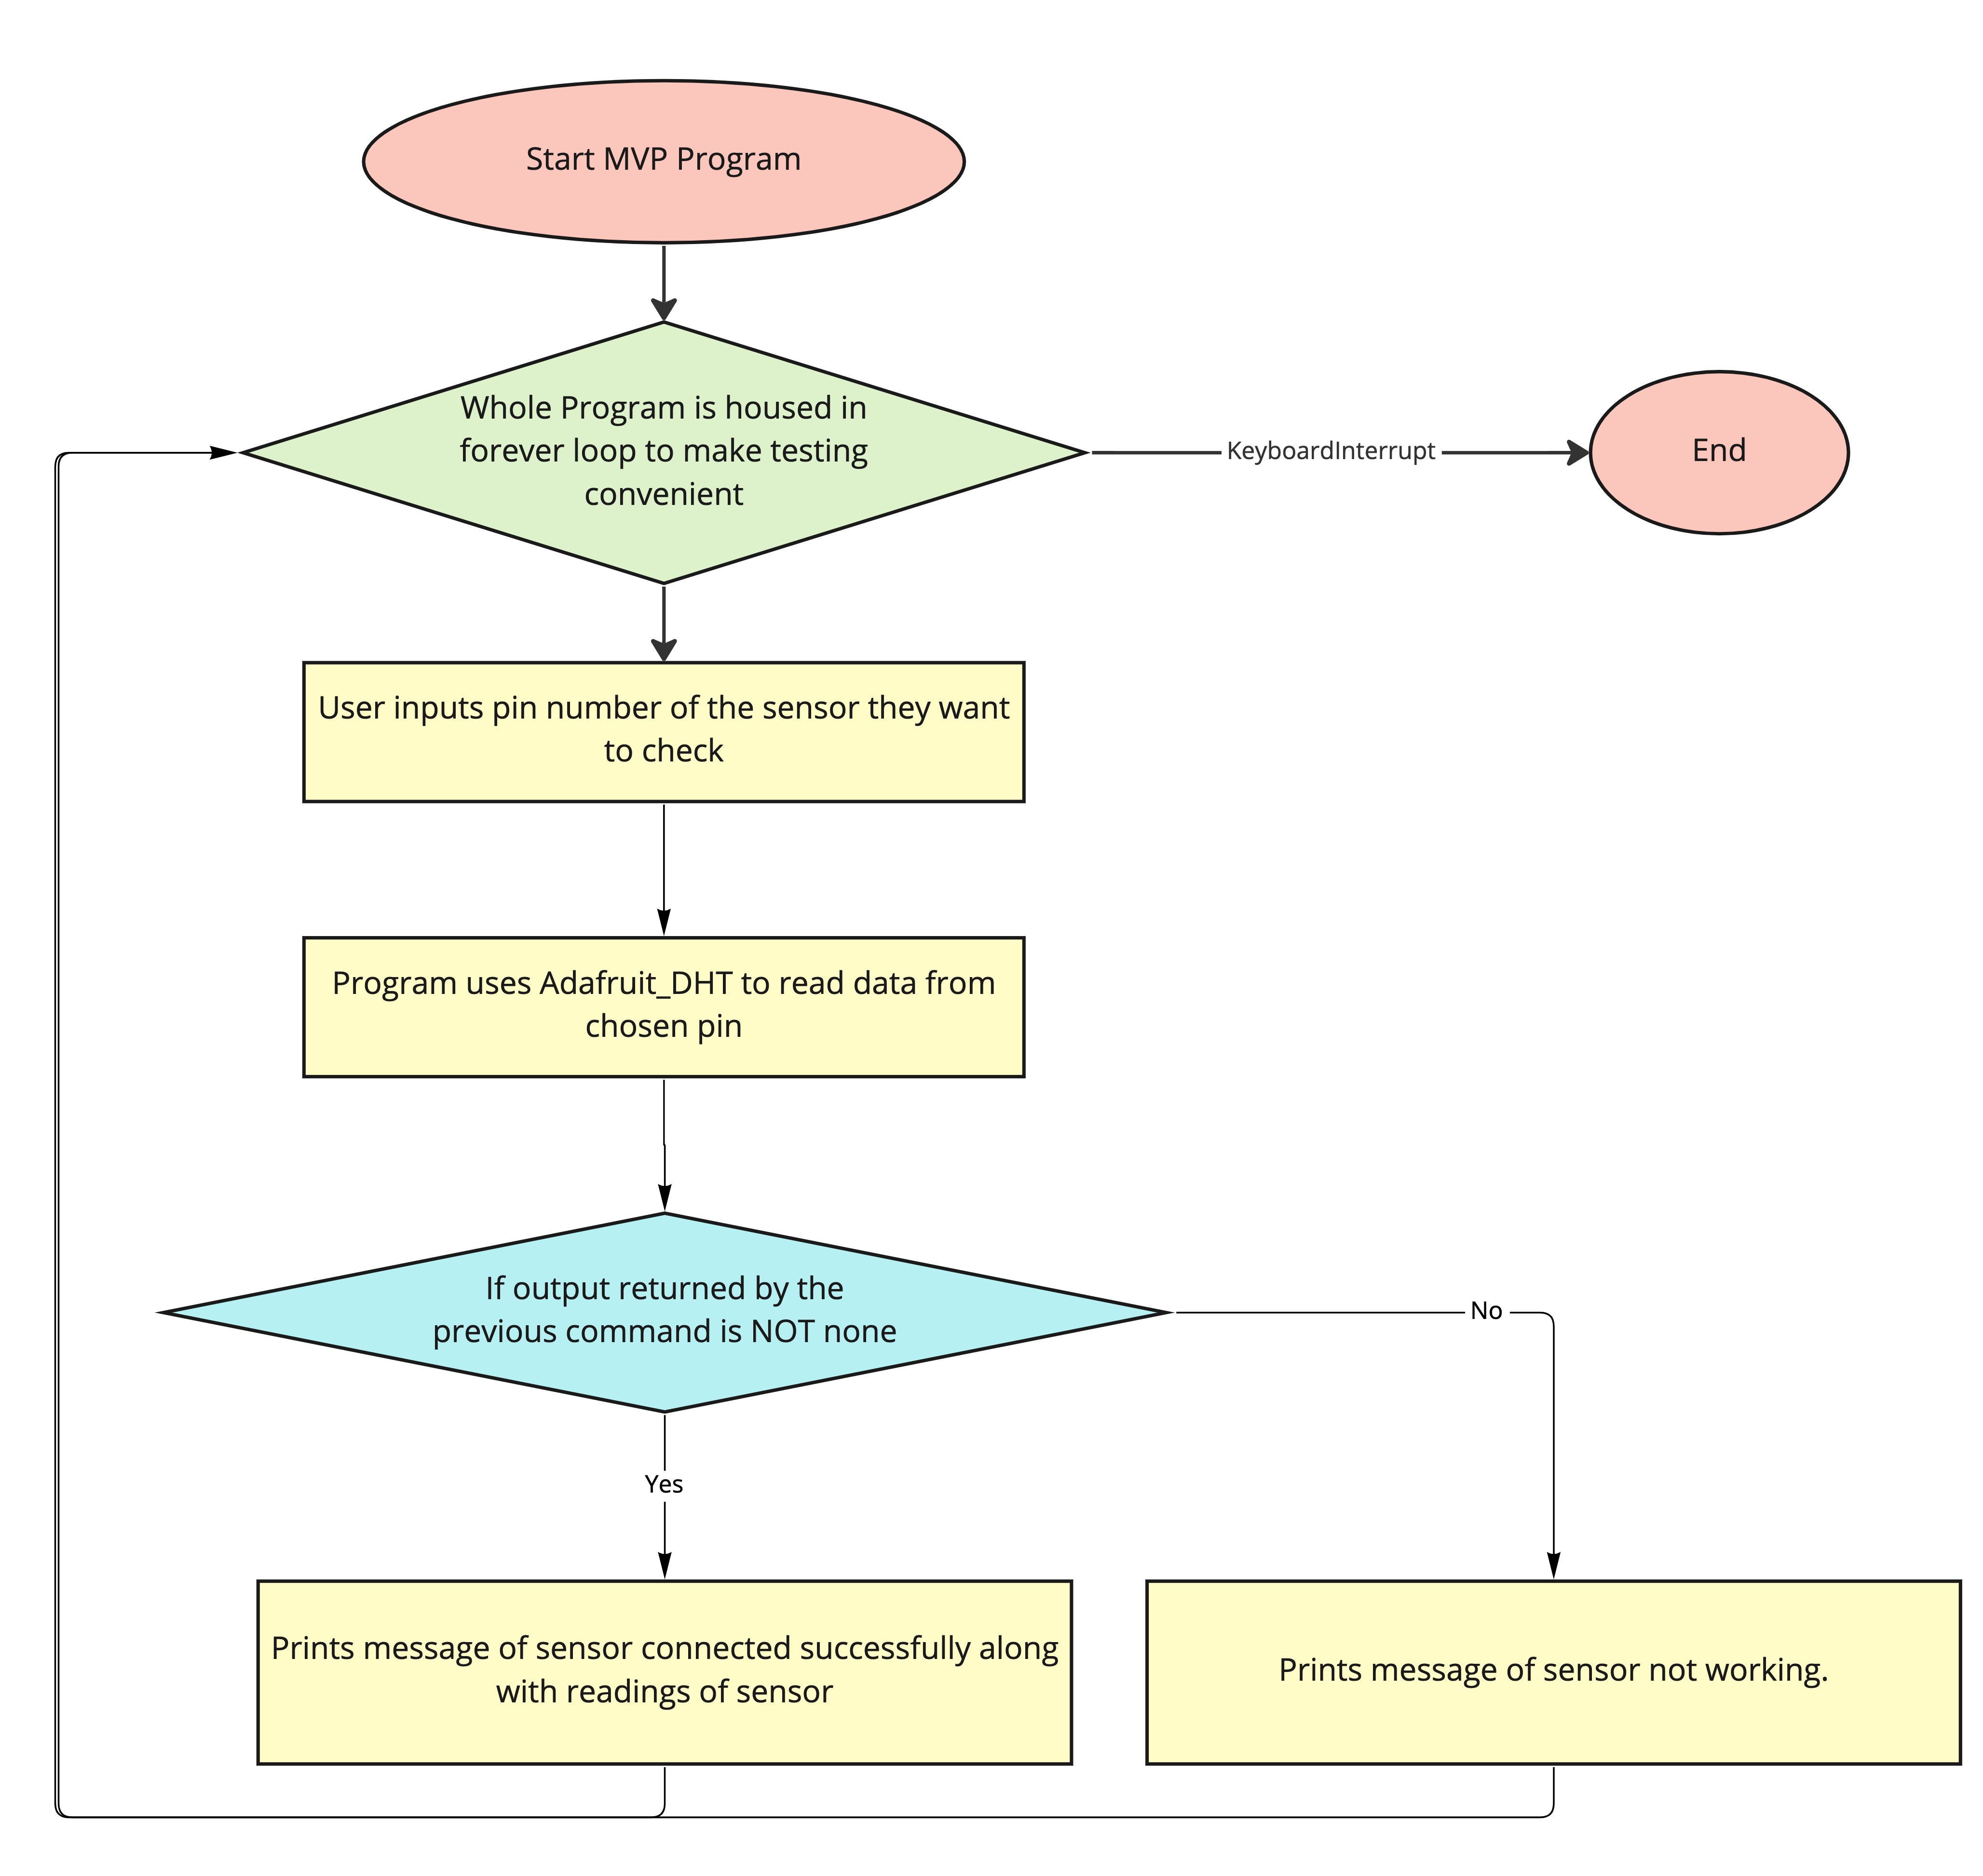 Start MVP Program
Whole Program is housed in
forever loop to make testing
convenient
KeyboardInterrupt
End
User inputs pin number of the sensor they want
to check
Program uses Adafruit_DHT to read data from
chosen pin
If output returned by the
previous command is NOT none
No
Yes
Prints message of sensor connected successfully along
with readings of sensor
Prints message of sensor not working.